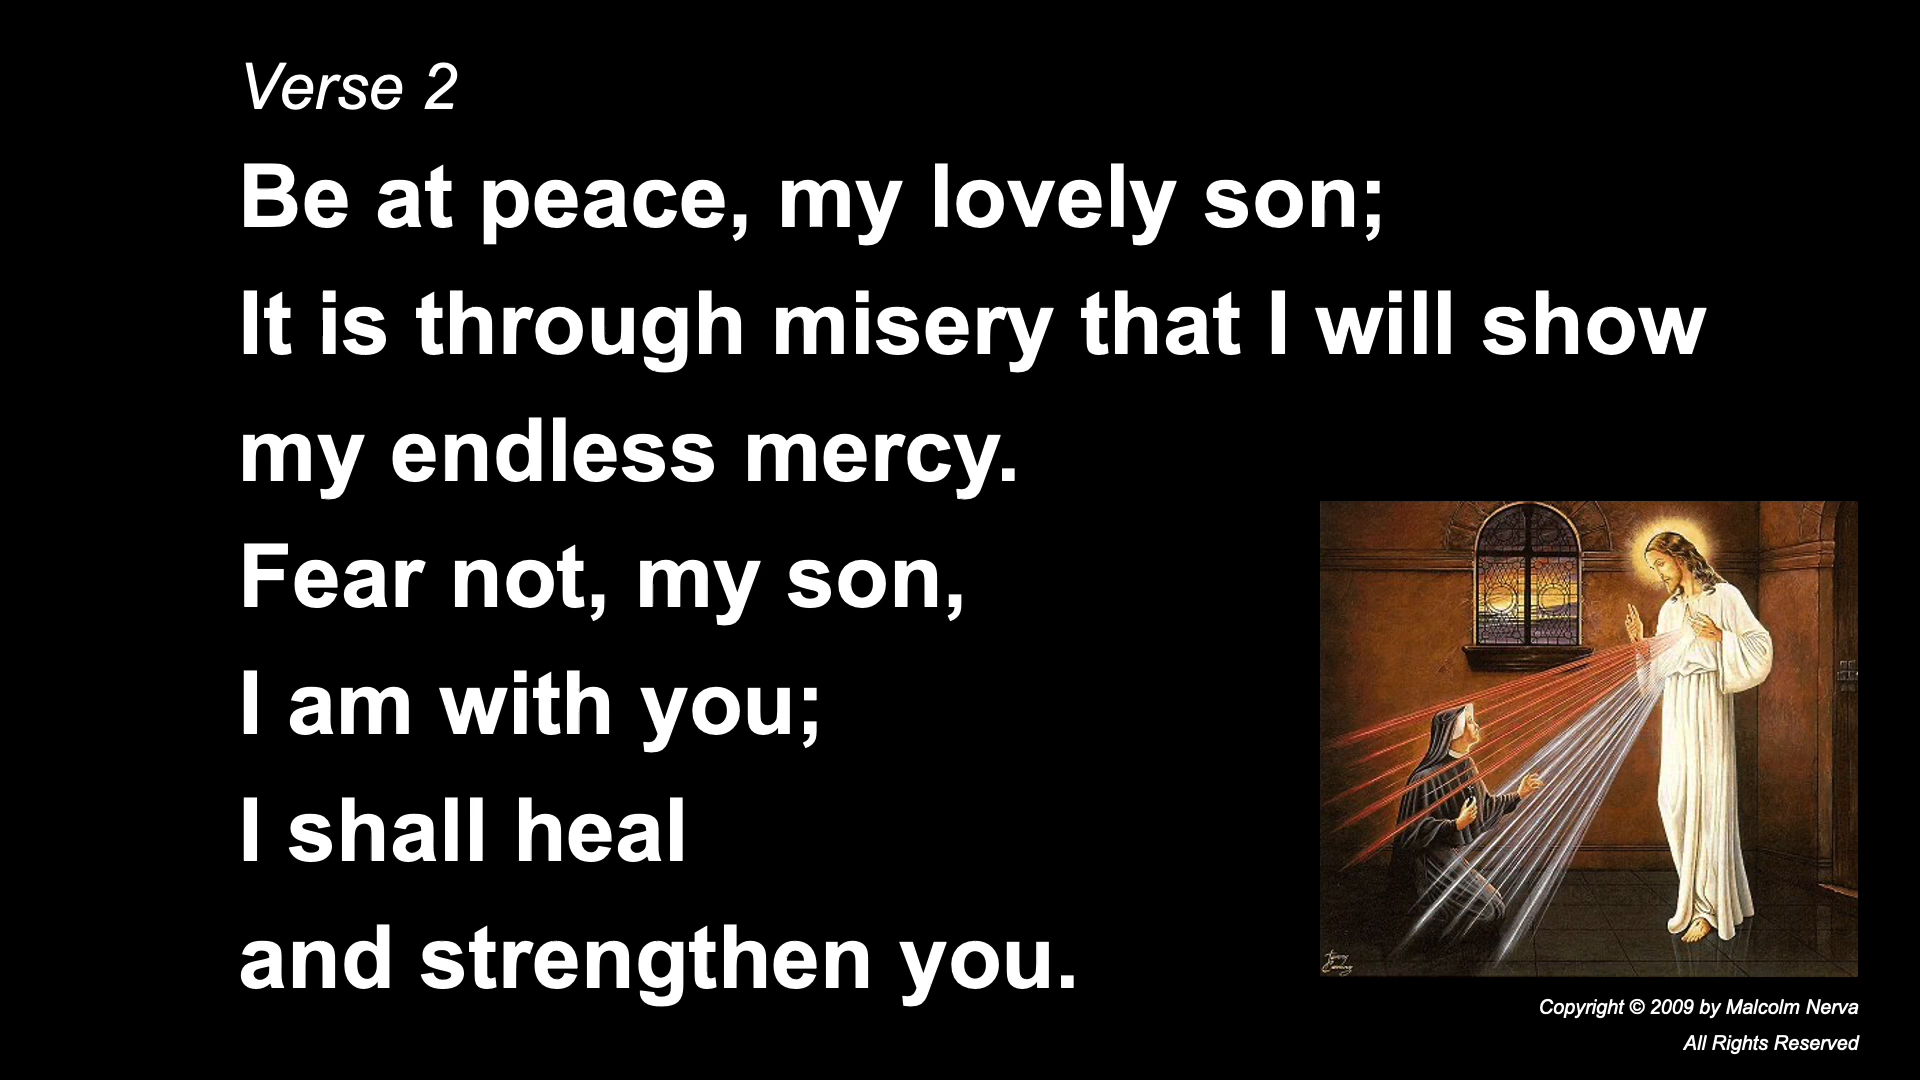 Verse 2
Be at peace, my lovely son;
It is through misery that I will show
my endless mercy.
Fear not, my son,
I am with you;
I shall heal
and strengthen you.
Copyright © 2009 by Malcolm Nerva
All Rights Reserved